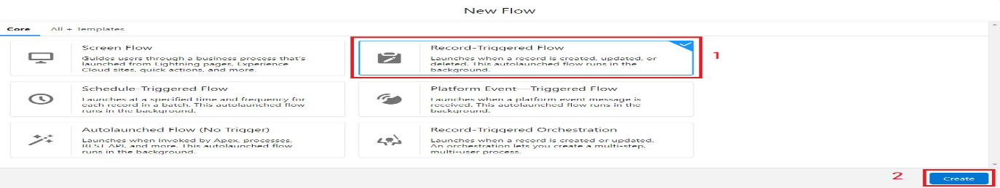 New Flow
Core All + Templates
Screen Flow
Guides users through a business process that's
launched from Lightning pages, Experience
Cloud sites, quick actions, and more.
Record-Triggered Flow
Launches when a record is created, updated, or
deleted. This autolaunched flow runs in the
background.
1
Schedule-Triggered Flow
Launches at a specified time and frequency for
each record in a batch. This autolaunched flow
runs in the background.
Platform Event—Triggered Flow
Launches when a platform event message is
received. This autolaunched flow runs in the
background.
Autolaunched Flow (No Trigger)
Launches when invoked by Apex, processes,
REST API, and more. This autolaunched flow
runs in the background.
Record-Triggered Orchestration
Launches when a record is created or updated.
An orchestration lets you create a multi-step,
multi-user process.
2
Create